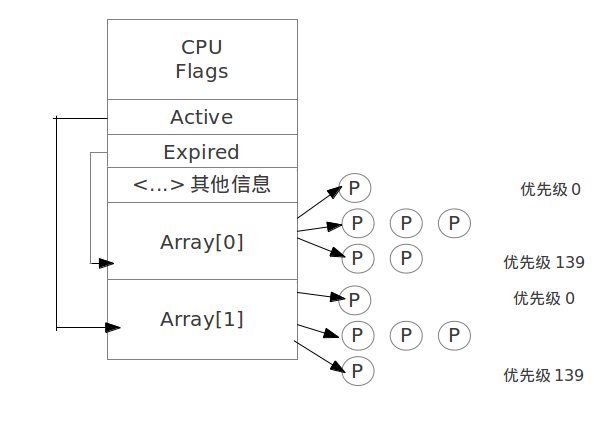 CPU
Flags
Active
Expired
<...> 其他信息
Array[0]
P
优先级 0
P P P
P P
优先级 139
Array[1]
P
优先级 0
P P P
P
优先级 139